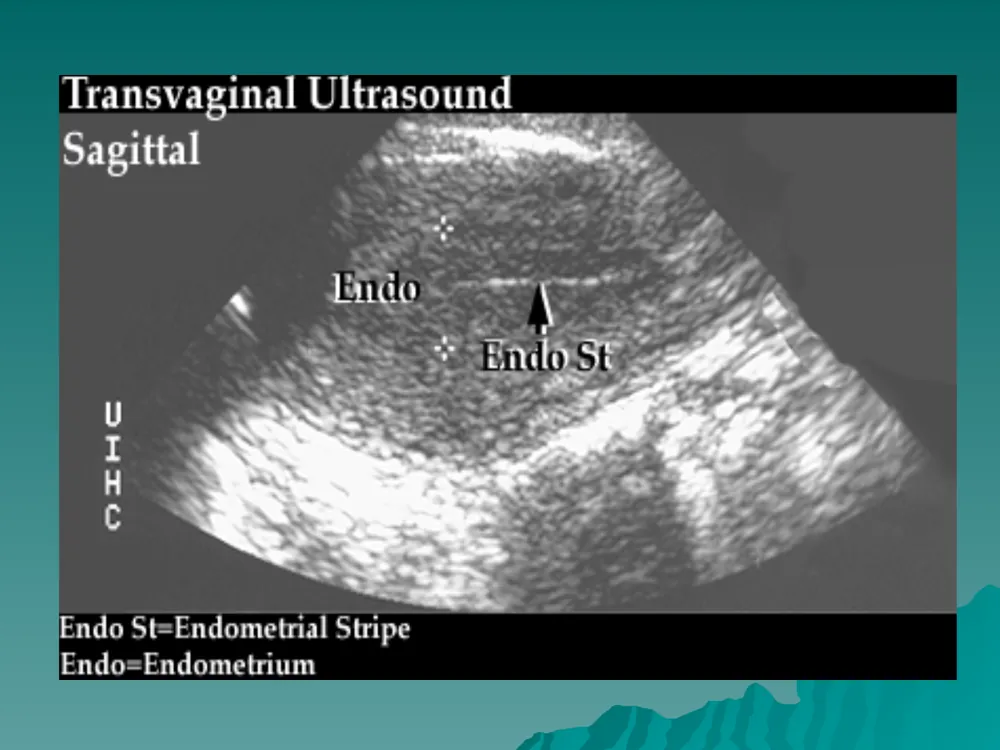 Transvaginal Ultrasound
Sagittal
Endo
Endo St
U
I
H
C
Endo St=Endometrial Stripe
Endo=Endometrium